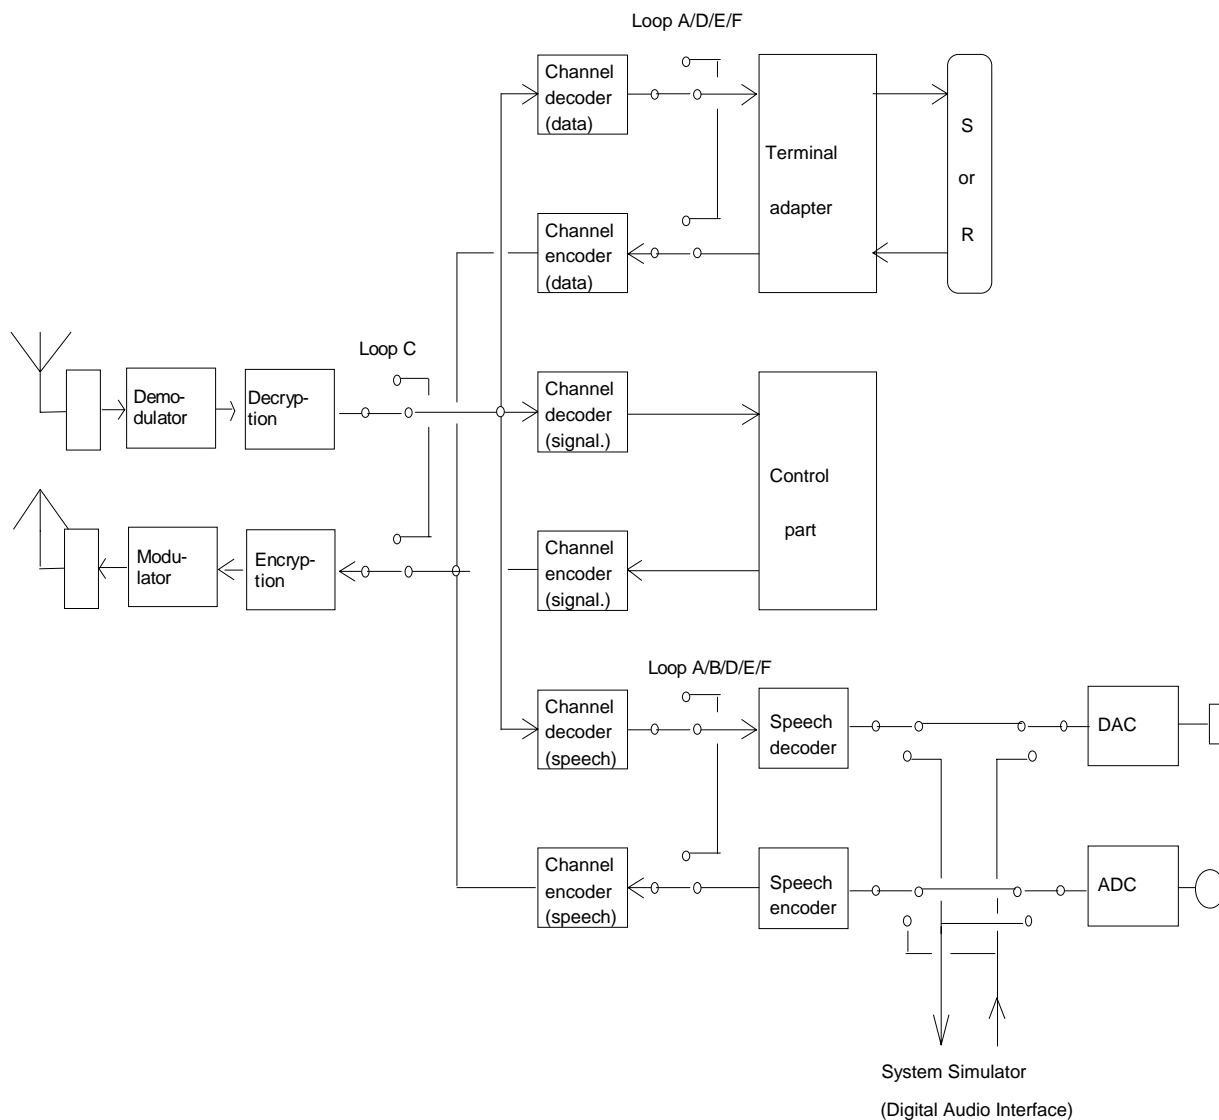 Loop A/D/E/F
Channel
decoder
(data)
Terminal
adapter
S
or
R
Channel
encoder
(data)
Loop C
Demo-
dulator
Decryp-
tion
Channel
decoder
(signal.)
Control
part
Modu-
lator
Encryp-
tion
Channel
encoder
(signal.)
Loop A/B/D/E/F
Channel
decoder
(speech)
Speech
decoder
DAC
Channel
encoder
(speech)
Speech
encoder
ADC
System Simulator
(Digital Audio Interface)